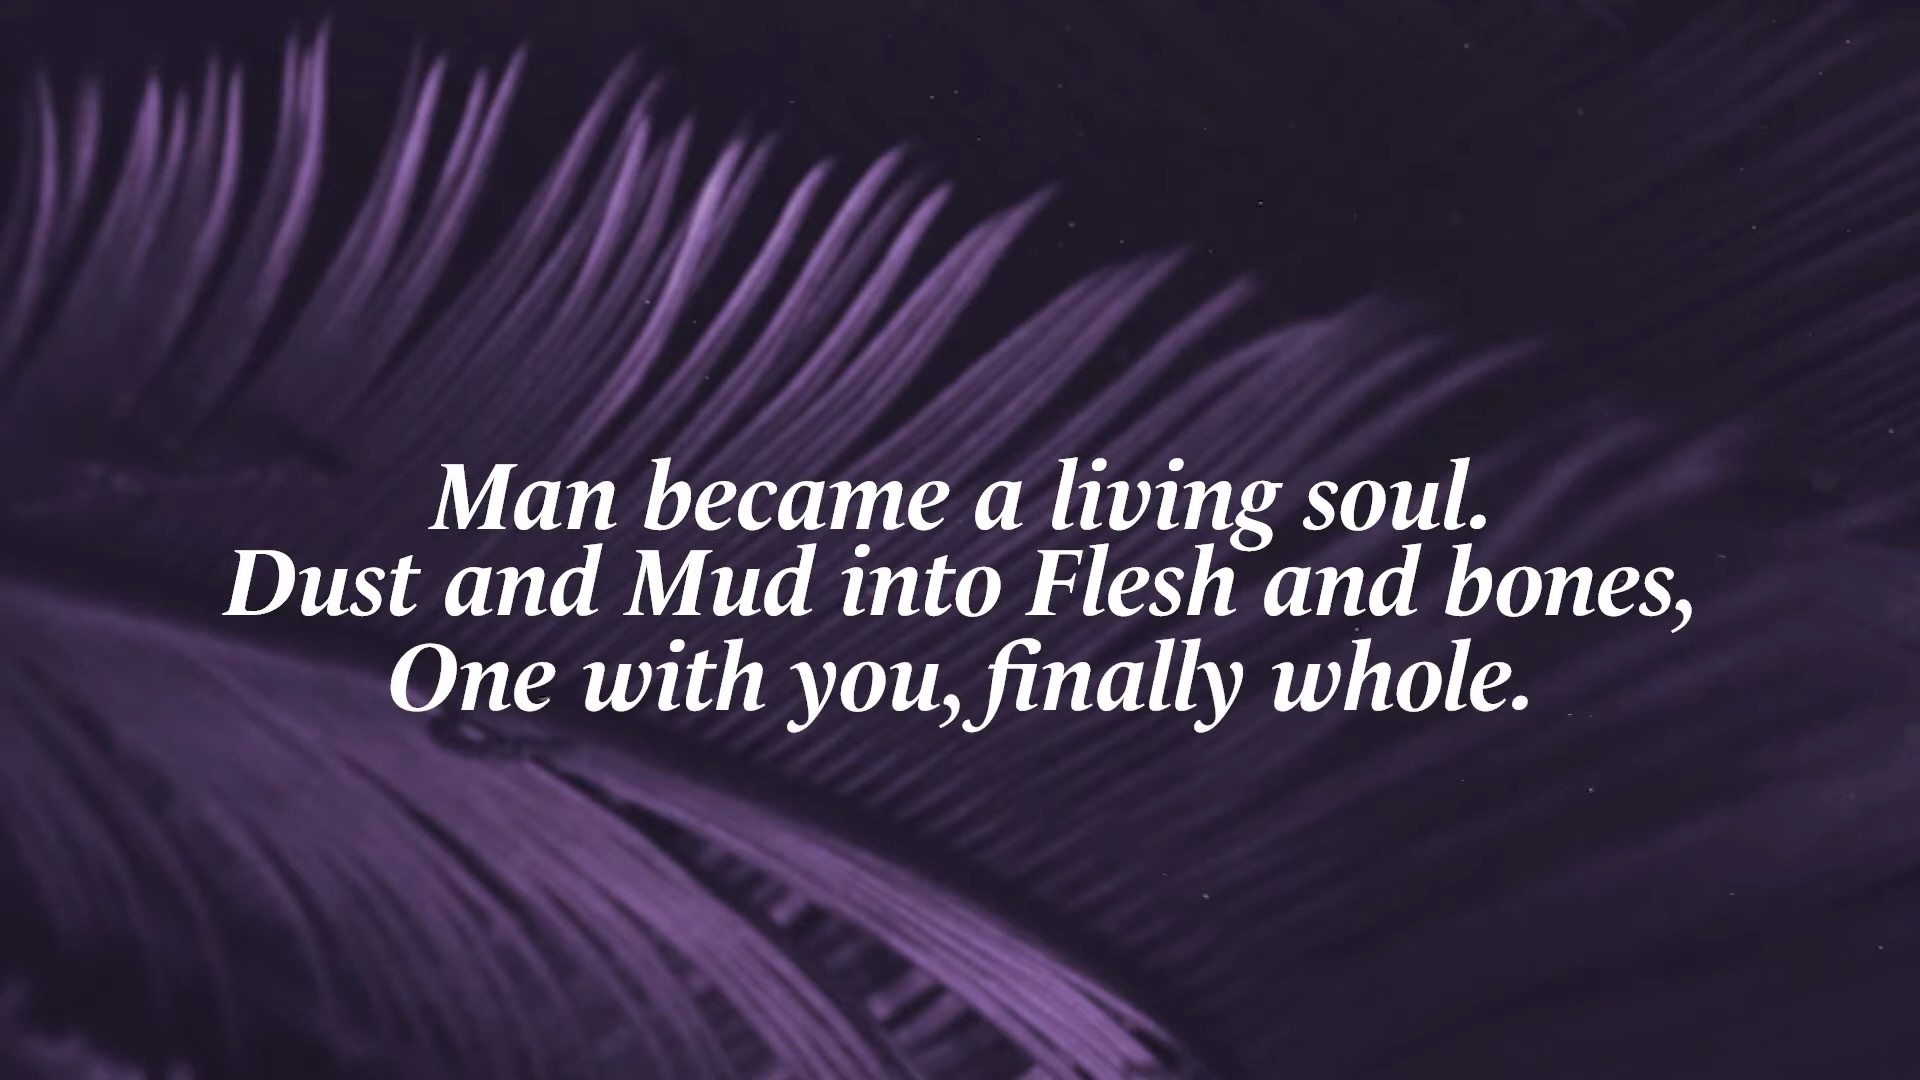 Man became a living soul.
Dust and Mud into Flesh and bones,
One with you, finally whole.